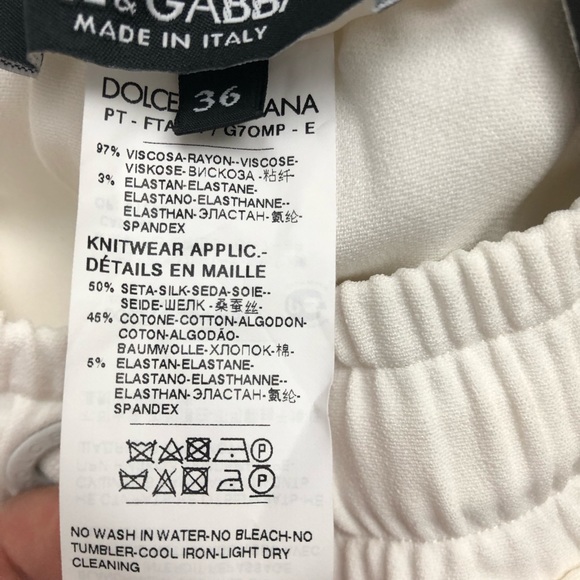 & GABBA
MADE IN ITALY
36
DOLCE ANA
PT - FTA / G7OMP - E
97% VISCOSA-RAYON--VISCOSE-
VISKOSE-ВИСКОЗА-粘纤-
3% ELASTAN-ELASTANE-
ELASTANO-ELASTHANNE--
ELASTHAN-ЭЛАСТАН-氨纶-
SPANDEX
KNITWEAR APPLIC.-
DÉTAILS EN MAILLE
50% SETA-SILK-SEDA-SOIE--
SEIDE-ШЕЛК-桑蚕丝-
45% COTONE-COTTON-ALGODON-
COTON-ALGODÃO-
BAUMWOLLE-ХЛОПОК-棉-
5% ELASTAN-ELASTANE-
ELASTANO-ELASTHANNE--
ELASTHAN-ЭЛАСТАН-氨纶-
SPANDEX
P
P
NO WASH IN WATER-NO BLEACH-NO
TUMBLER-COOL IRON-LIGHT DRY
CLEANING